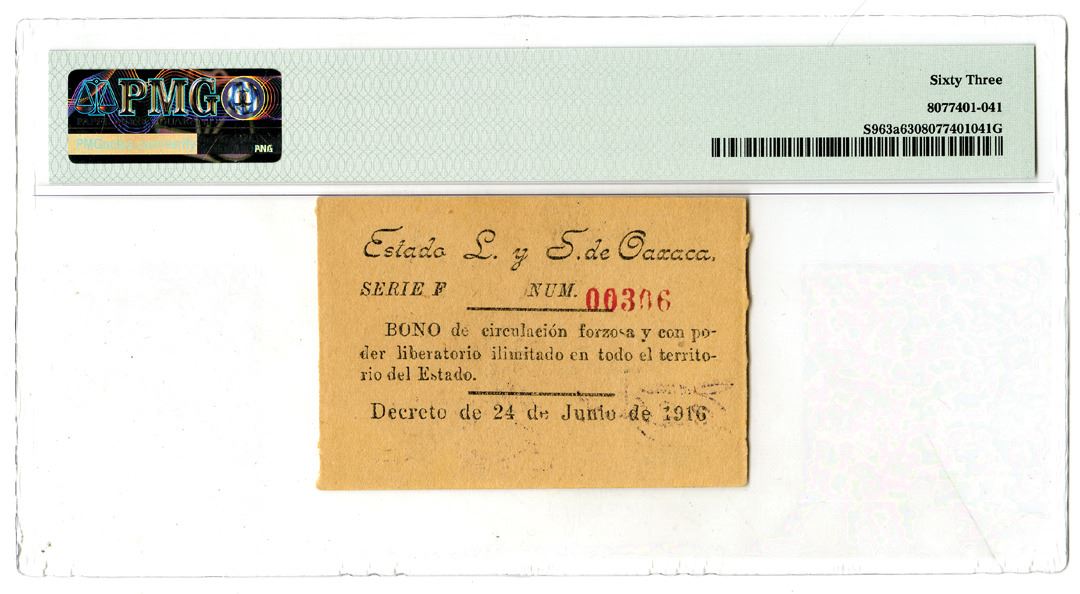 PMG
PNG
Sixty Three
8077401-041
S963a6308077401041G
Estado L. y S. de Oaxaca.
SERIE F NUM. 00306
BONO de circulación forzosa y con po-
der liberatorio ilimitado en todo el territo-
rio del Estado.
Decreto de 24 de Junio de 1916